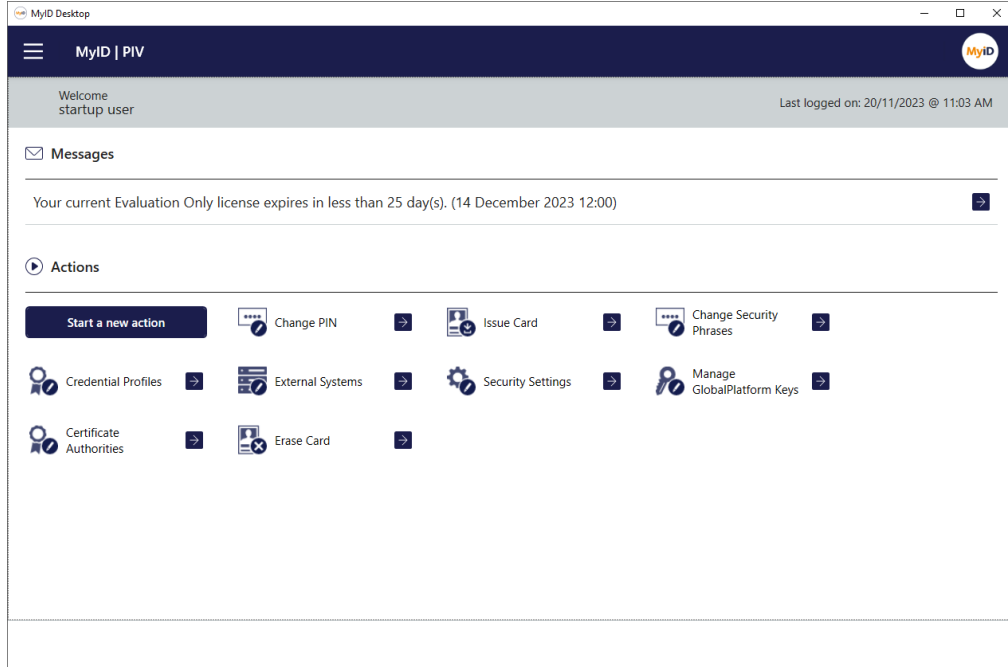 MyID Desktop
MyID | PIV
MyiD
Welcome
startup user
Last logged on: 20/11/2023 @ 11:03 AM
Messages
Your current Evaluation Only license expires in less than 25 day(s). (14 December 2023 12:00)
Actions
Start a new action
Change PIN
Issue Card
Change Security
Phrases
Credential Profiles
External Systems
Security Settings
Manage
GlobalPlatform Keys
Certificate
Authorities
Erase Card